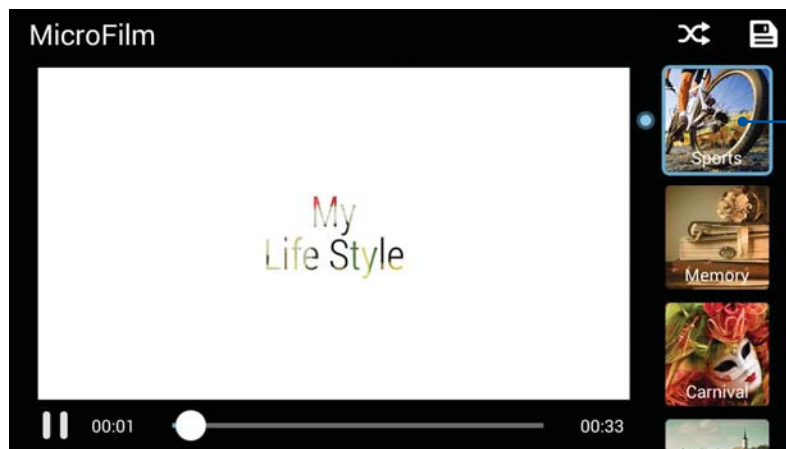 MicroFilm
My
Life Style
Sports
Memory
Carnival
00:01
00:33